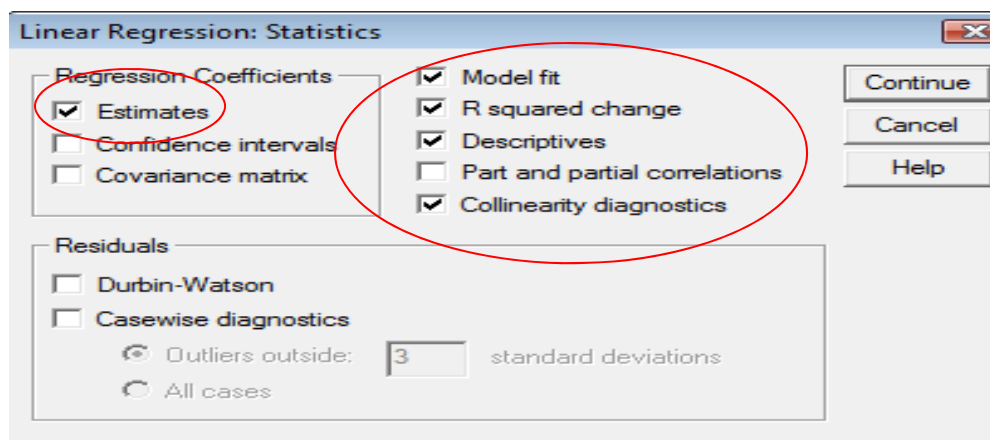 Linear Regression: Statistics
Regression Coefficients
Estimates
Confidence intervals
Covariance matrix
Model fit
R squared change
Descriptives
Part and partial correlations
Collinearity diagnostics
Continue
Cancel
Help
Residuals
Durbin-Watson
Casewise diagnostics
Outliers outside: 3 standard deviations
All cases